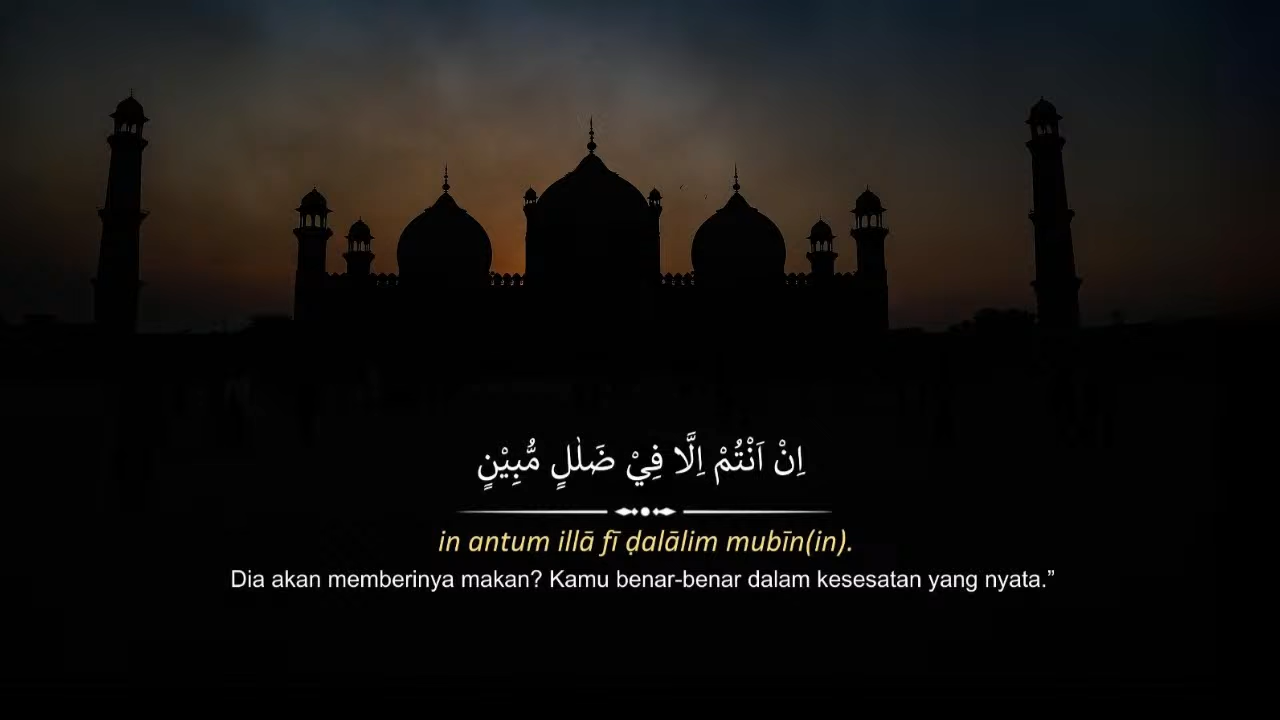 اِنْ اَنْتُمْ اِلَّا فِيْ ضَلٰلٍ مُّبِيْنٍ
in antum illā fī ḍalālim mubīn(in).
Dia akan memberinya makan? Kamu benar-benar dalam kesesatan yang nyata.”